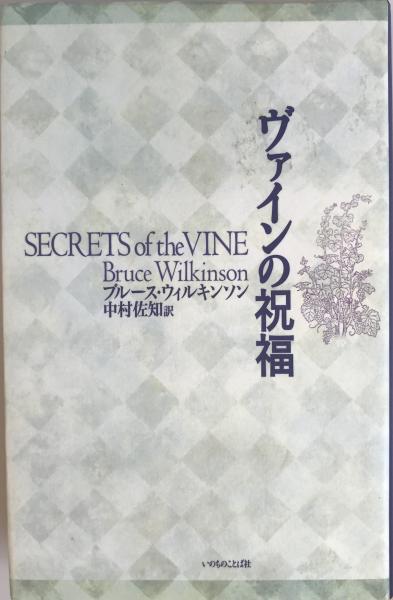 ヴァインの祝福
SECRETS of the VINE
Bruce Wilkinson
ブルース・ウィルキンソン
中村佐知訳
いのちのことば社